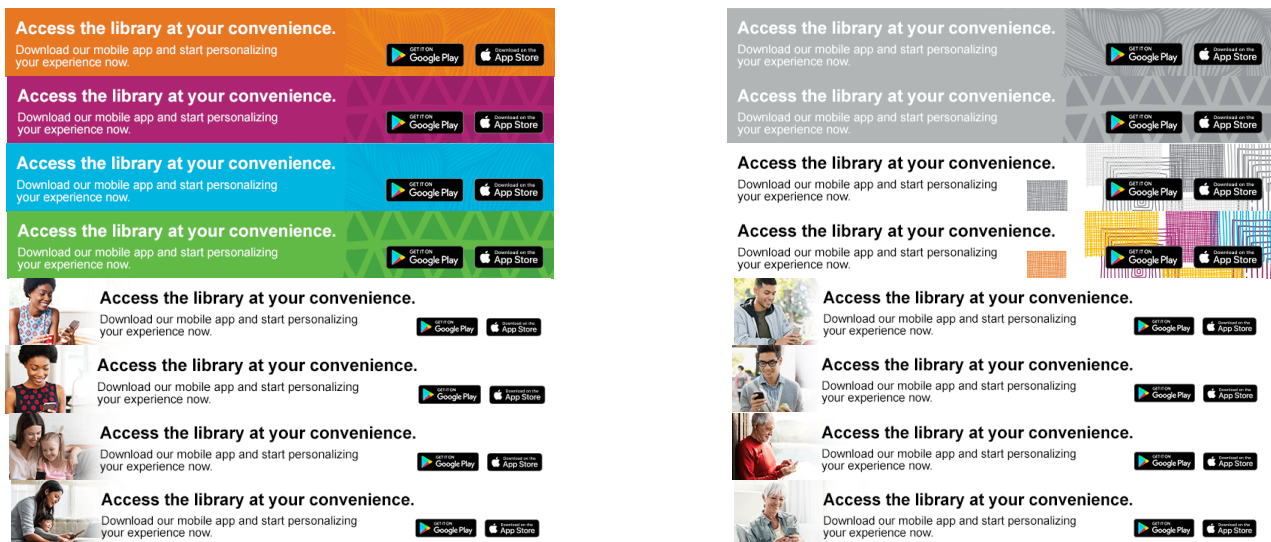 Access the library at your convenience.
Download our mobile app and start personalizing
your experience now.
GET IT ON
Google Play
Download on the
App Store
Access the library at your convenience.
Download our mobile app and start personalizing
your experience now.
GET IT ON
Google Play
Download on the
App Store
Access the library at your convenience.
Download our mobile app and start personalizing
your experience now.
GET IT ON
Google Play
Download on the
App Store
Access the library at your convenience.
Download our mobile app and start personalizing
your experience now.
GET IT ON
Google Play
Download on the
App Store
Access the library at your convenience.
Download our mobile app and start personalizing
your experience now.
GET IT ON
Google Play
Download on the
App Store
Access the library at your convenience.
Download our mobile app and start personalizing
your experience now.
GET IT ON
Google Play
Download on the
App Store
Access the library at your convenience.
Download our mobile app and start personalizing
your experience now.
GET IT ON
Google Play
Download on the
App Store
Access the library at your convenience.
Download our mobile app and start personalizing
your experience now.
GET IT ON
Google Play
Download on the
App Store
Access the library at your convenience.
Download our mobile app and start personalizing
your experience now.
GET IT ON
Google Play
Download on the
App Store
Access the library at your convenience.
Download our mobile app and start personalizing
your experience now.
GET IT ON
Google Play
Download on the
App Store
Access the library at your convenience.
Download our mobile app and start personalizing
your experience now.
GET IT ON
Google Play
Download on the
App Store
Access the library at your convenience.
Download our mobile app and start personalizing
your experience now.
GET IT ON
Google Play
Download on the
App Store
Access the library at your convenience.
Download our mobile app and start personalizing
your experience now.
GET IT ON
Google Play
Download on the
App Store
Access the library at your convenience.
Download our mobile app and start personalizing
your experience now.
GET IT ON
Google Play
Download on the
App Store
Access the library at your convenience.
Download our mobile app and start personalizing
your experience now.
GET IT ON
Google Play
Download on the
App Store
Access the library at your convenience.
Download our mobile app and start personalizing
your experience now.
GET IT ON
Google Play
Download on the
App Store